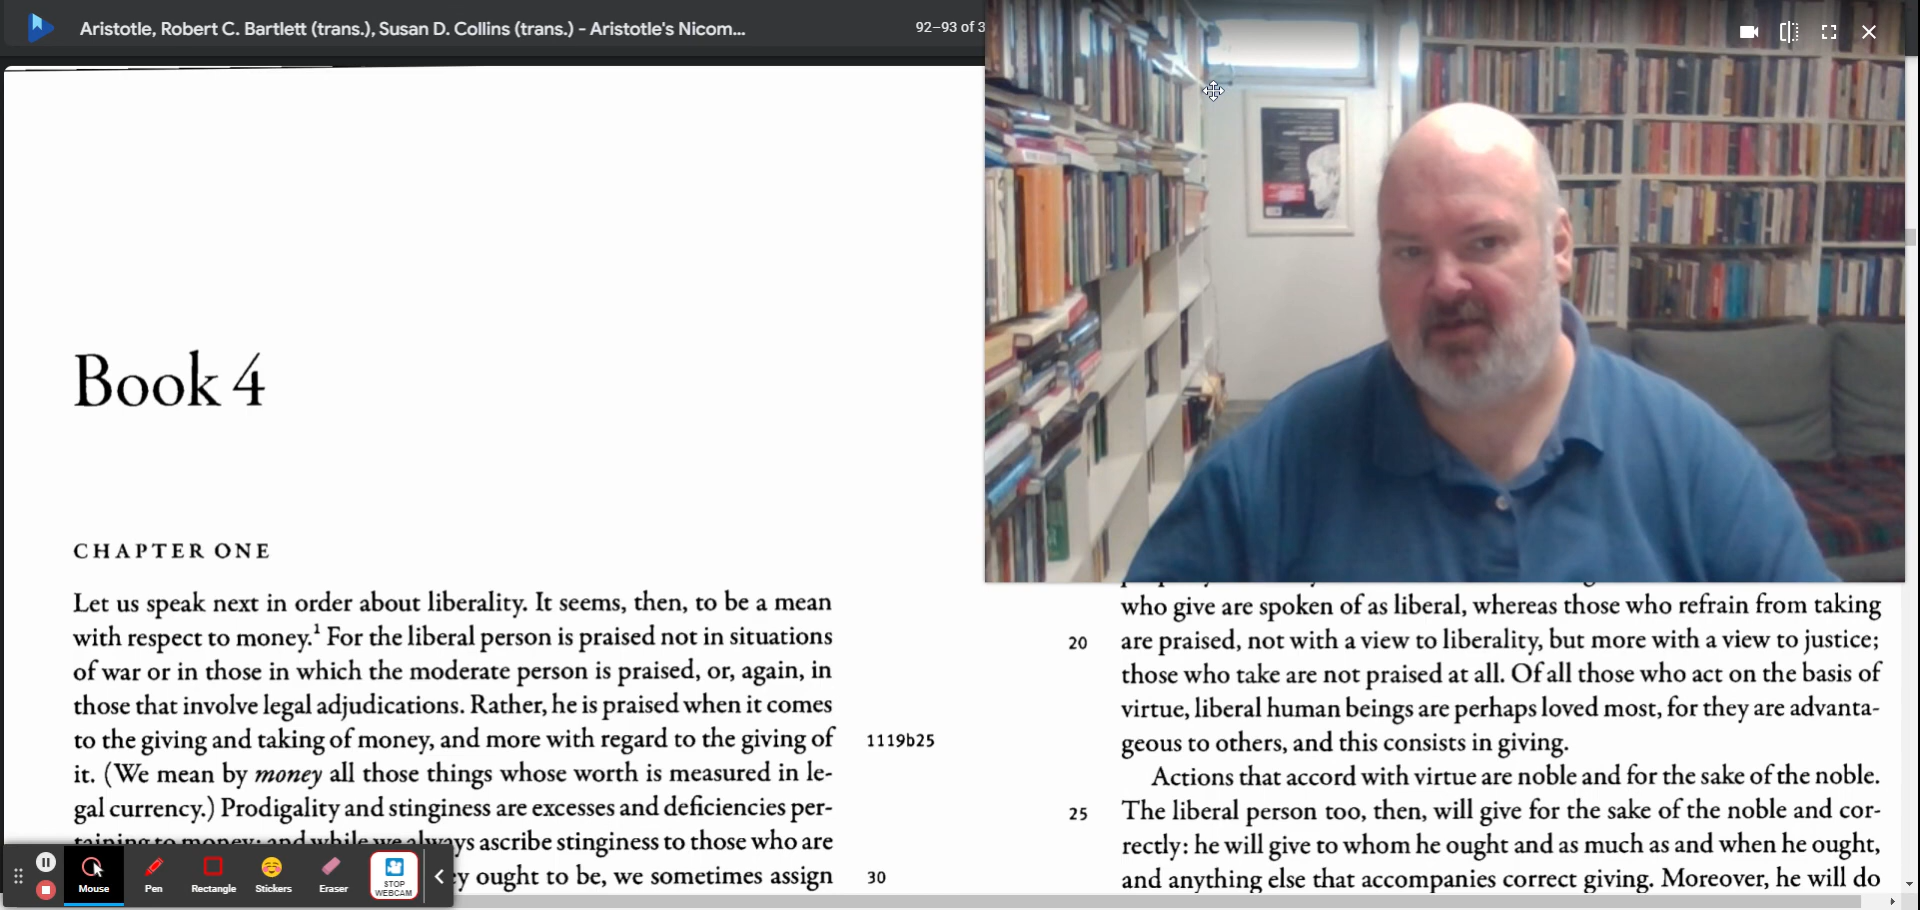 Aristotle, Robert C. Bartlett (trans.), Susan D. Collins (trans.) - Aristotle's Nicom...
92–93 of 3
Book 4
CHAPTER ONE
Let us speak next in order about liberality. It seems, then, to be a mean
with respect to money.¹ For the liberal person is praised not in situations
of war or in those in which the moderate person is praised, or, again, in
those that involve legal adjudications. Rather, he is praised when it comes
to the giving and taking of money, and more with regard to the giving of
1119b25
it. (We mean by money all those things whose worth is measured in le-
gal currency.) Prodigality and stinginess are excesses and deficiencies per-
taining to money; and while we always ascribe stinginess to those who are
ought to be, we sometimes assign
30
who give are spoken of as liberal, whereas those who refrain from taking
20
are praised, not with a view to liberality, but more with a view to justice;
those who take are not praised at all. Of all those who act on the basis of
virtue, liberal human beings are perhaps loved most, for they are advanta-
geous to others, and this consists in giving.
Actions that accord with virtue are noble and for the sake of the noble.
25
The liberal person too, then, will give for the sake of the noble and cor-
rectly: he will give to whom he ought and as much as and when he ought,
and anything else that accompanies correct giving. Moreover, he will do
Mouse
Pen
Rectangle
Stickers
Eraser
STOP
WEBCAM